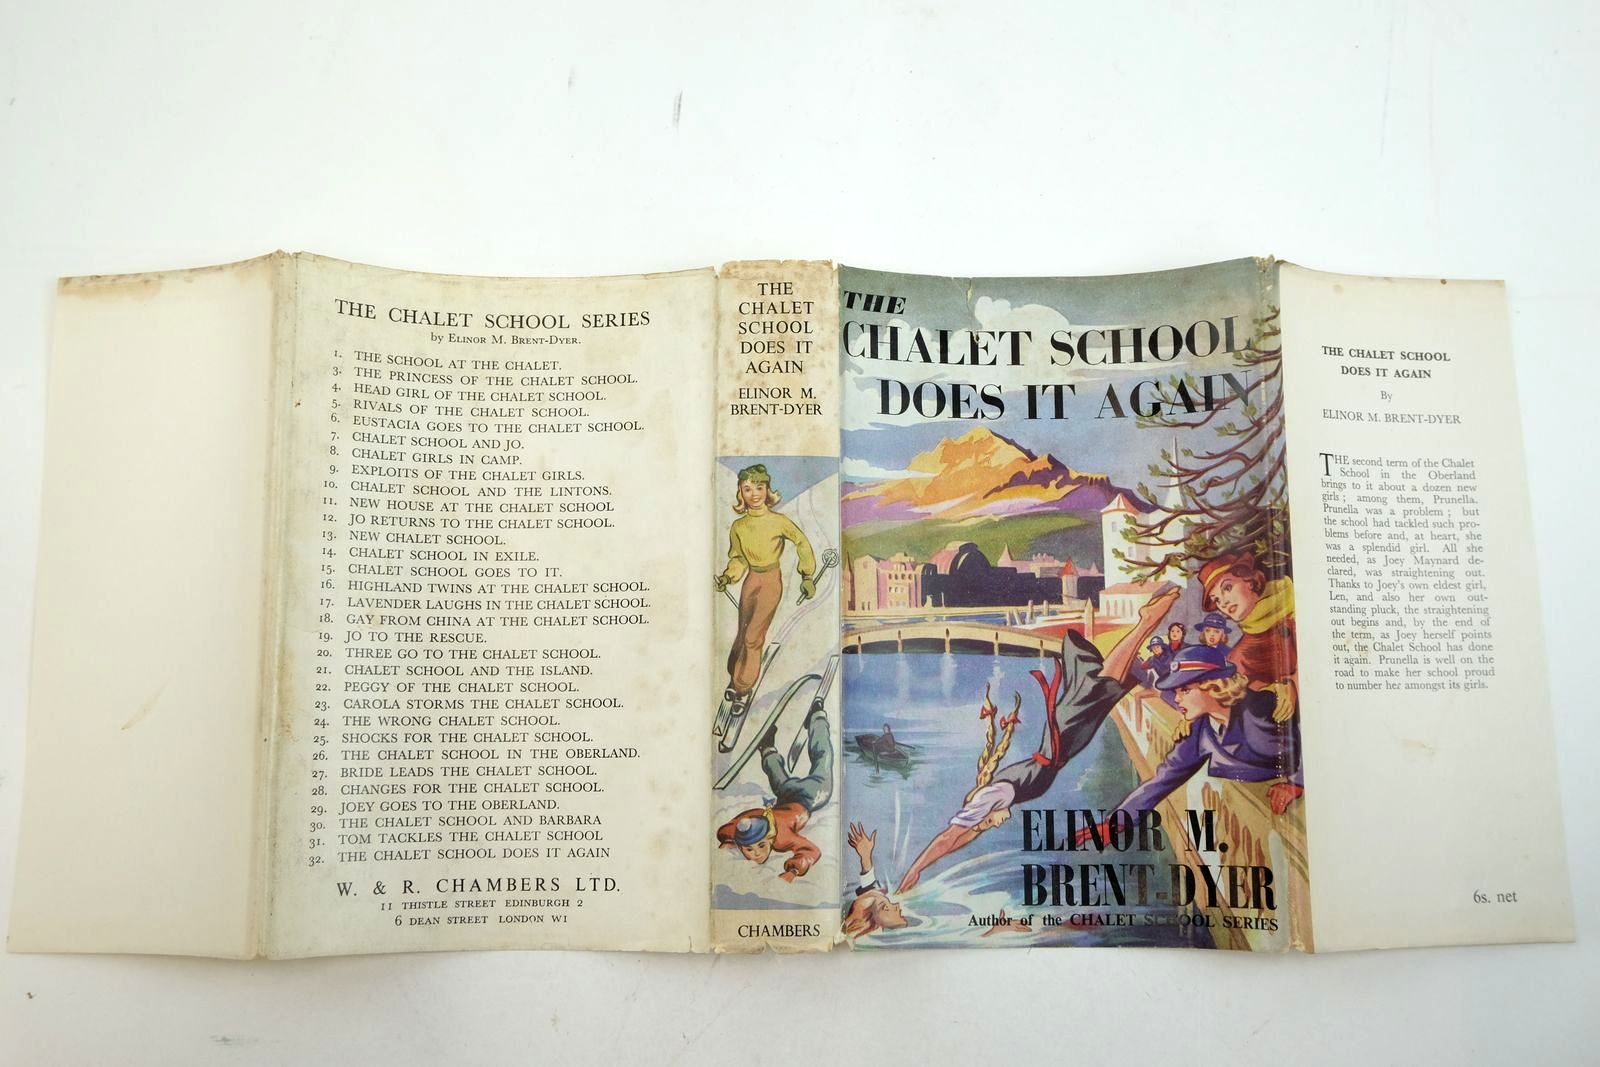 THE CHALET SCHOOL SERIES
by Elinor M. Brent-Dyer.
1. THE SCHOOL AT THE CHALET.
3. THE PRINCESS OF THE CHALET SCHOOL.
4. HEAD GIRL OF THE CHALET SCHOOL.
5. RIVALS OF THE CHALET SCHOOL.
6. EUSTACIA GOES TO THE CHALET SCHOOL.
7. CHALET SCHOOL AND JO.
8. CHALET GIRLS IN CAMP.
9. EXPLOITS OF THE CHALET GIRLS.
10. CHALET SCHOOL AND THE LINTONS.
11. NEW HOUSE AT THE CHALET SCHOOL
12. JO RETURNS TO THE CHALET SCHOOL.
13. NEW CHALET SCHOOL.
14. CHALET SCHOOL IN EXILE.
15. CHALET SCHOOL GOES TO IT.
16. HIGHLAND TWINS AT THE CHALET SCHOOL.
17. LAVENDER LAUGHS IN THE CHALET SCHOOL.
18. GAY FROM CHINA AT THE CHALET SCHOOL.
19. JO TO THE RESCUE.
20. THREE GO TO THE CHALET SCHOOL.
21. CHALET SCHOOL AND THE ISLAND.
22. PEGGY OF THE CHALET SCHOOL.
23. CAROLA STORMS THE CHALET SCHOOL.
24. THE WRONG CHALET SCHOOL.
25. SHOCKS FOR THE CHALET SCHOOL.
26. THE CHALET SCHOOL IN THE OBERLAND.
27. BRIDE LEADS THE CHALET SCHOOL.
28. CHANGES FOR THE CHALET SCHOOL.
29. JOEY GOES TO THE OBERLAND.
30. THE CHALET SCHOOL AND BARBARA
31. TOM TACKLES THE CHALET SCHOOL
32. THE CHALET SCHOOL DOES IT AGAIN
W. & R. CHAMBERS LTD.
11 THISTLE STREET EDINBURGH 2
6 DEAN STREET LONDON W1
THE
CHALET
SCHOOL
DOES IT
AGAIN
ELINOR M.
BRENT-DYER
CHAMBERS
THE
CHALET SCHOOL
DOES IT AGAIN
ELINOR M.
BRENT-DYER
Author of the CHALET SCHOOL SERIES
THE CHALET SCHOOL
DOES IT AGAIN
By
ELINOR M. BRENT-DYER
THE second term of the Chalet
School in the Oberland
brings to it about a dozen new
girls; among them, Prunella.
Prunella was a problem; but
the school had tackled such pro-
blems before and, at heart, she
was a splendid girl. All she
needed, as Joey Maynard de-
clared, was straightening out.
Thanks to Joey's own eldest girl,
Len, and also her own out-
standing pluck, the straightening
out begins and, by the end of
the term, as Joey herself points
out, the Chalet School has done
it again. Prunella is well on the
road to make her school proud
to number her amongst its girls.
6s. net